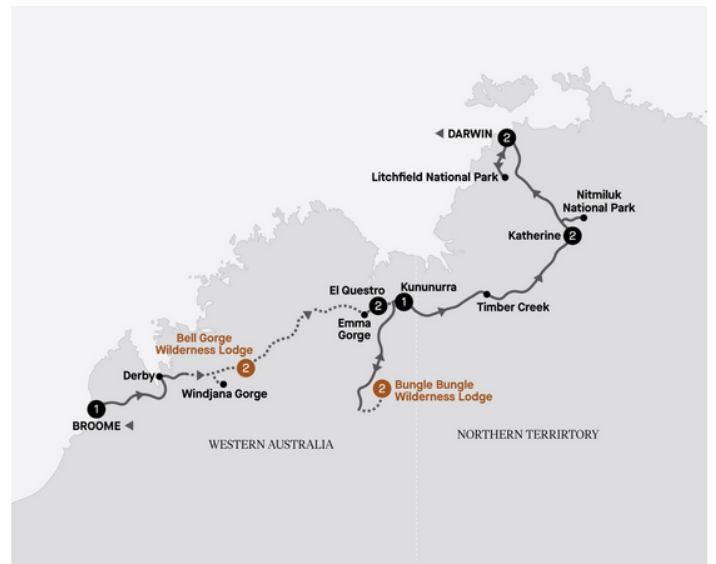 DARWIN
2
Litchfield National Park
Nitmiluk
National Park
Katherine
2
El Questro
2
Kununurra
1
Emma
Gorge
Timber Creek
Bell Gorge
Wilderness Lodge
2
Derby
Windjana Gorge
Bungle Bungle
Wilderness Lodge
2
1
BROOME
WESTERN AUSTRALIA
NORTHERN TERRIRTORY